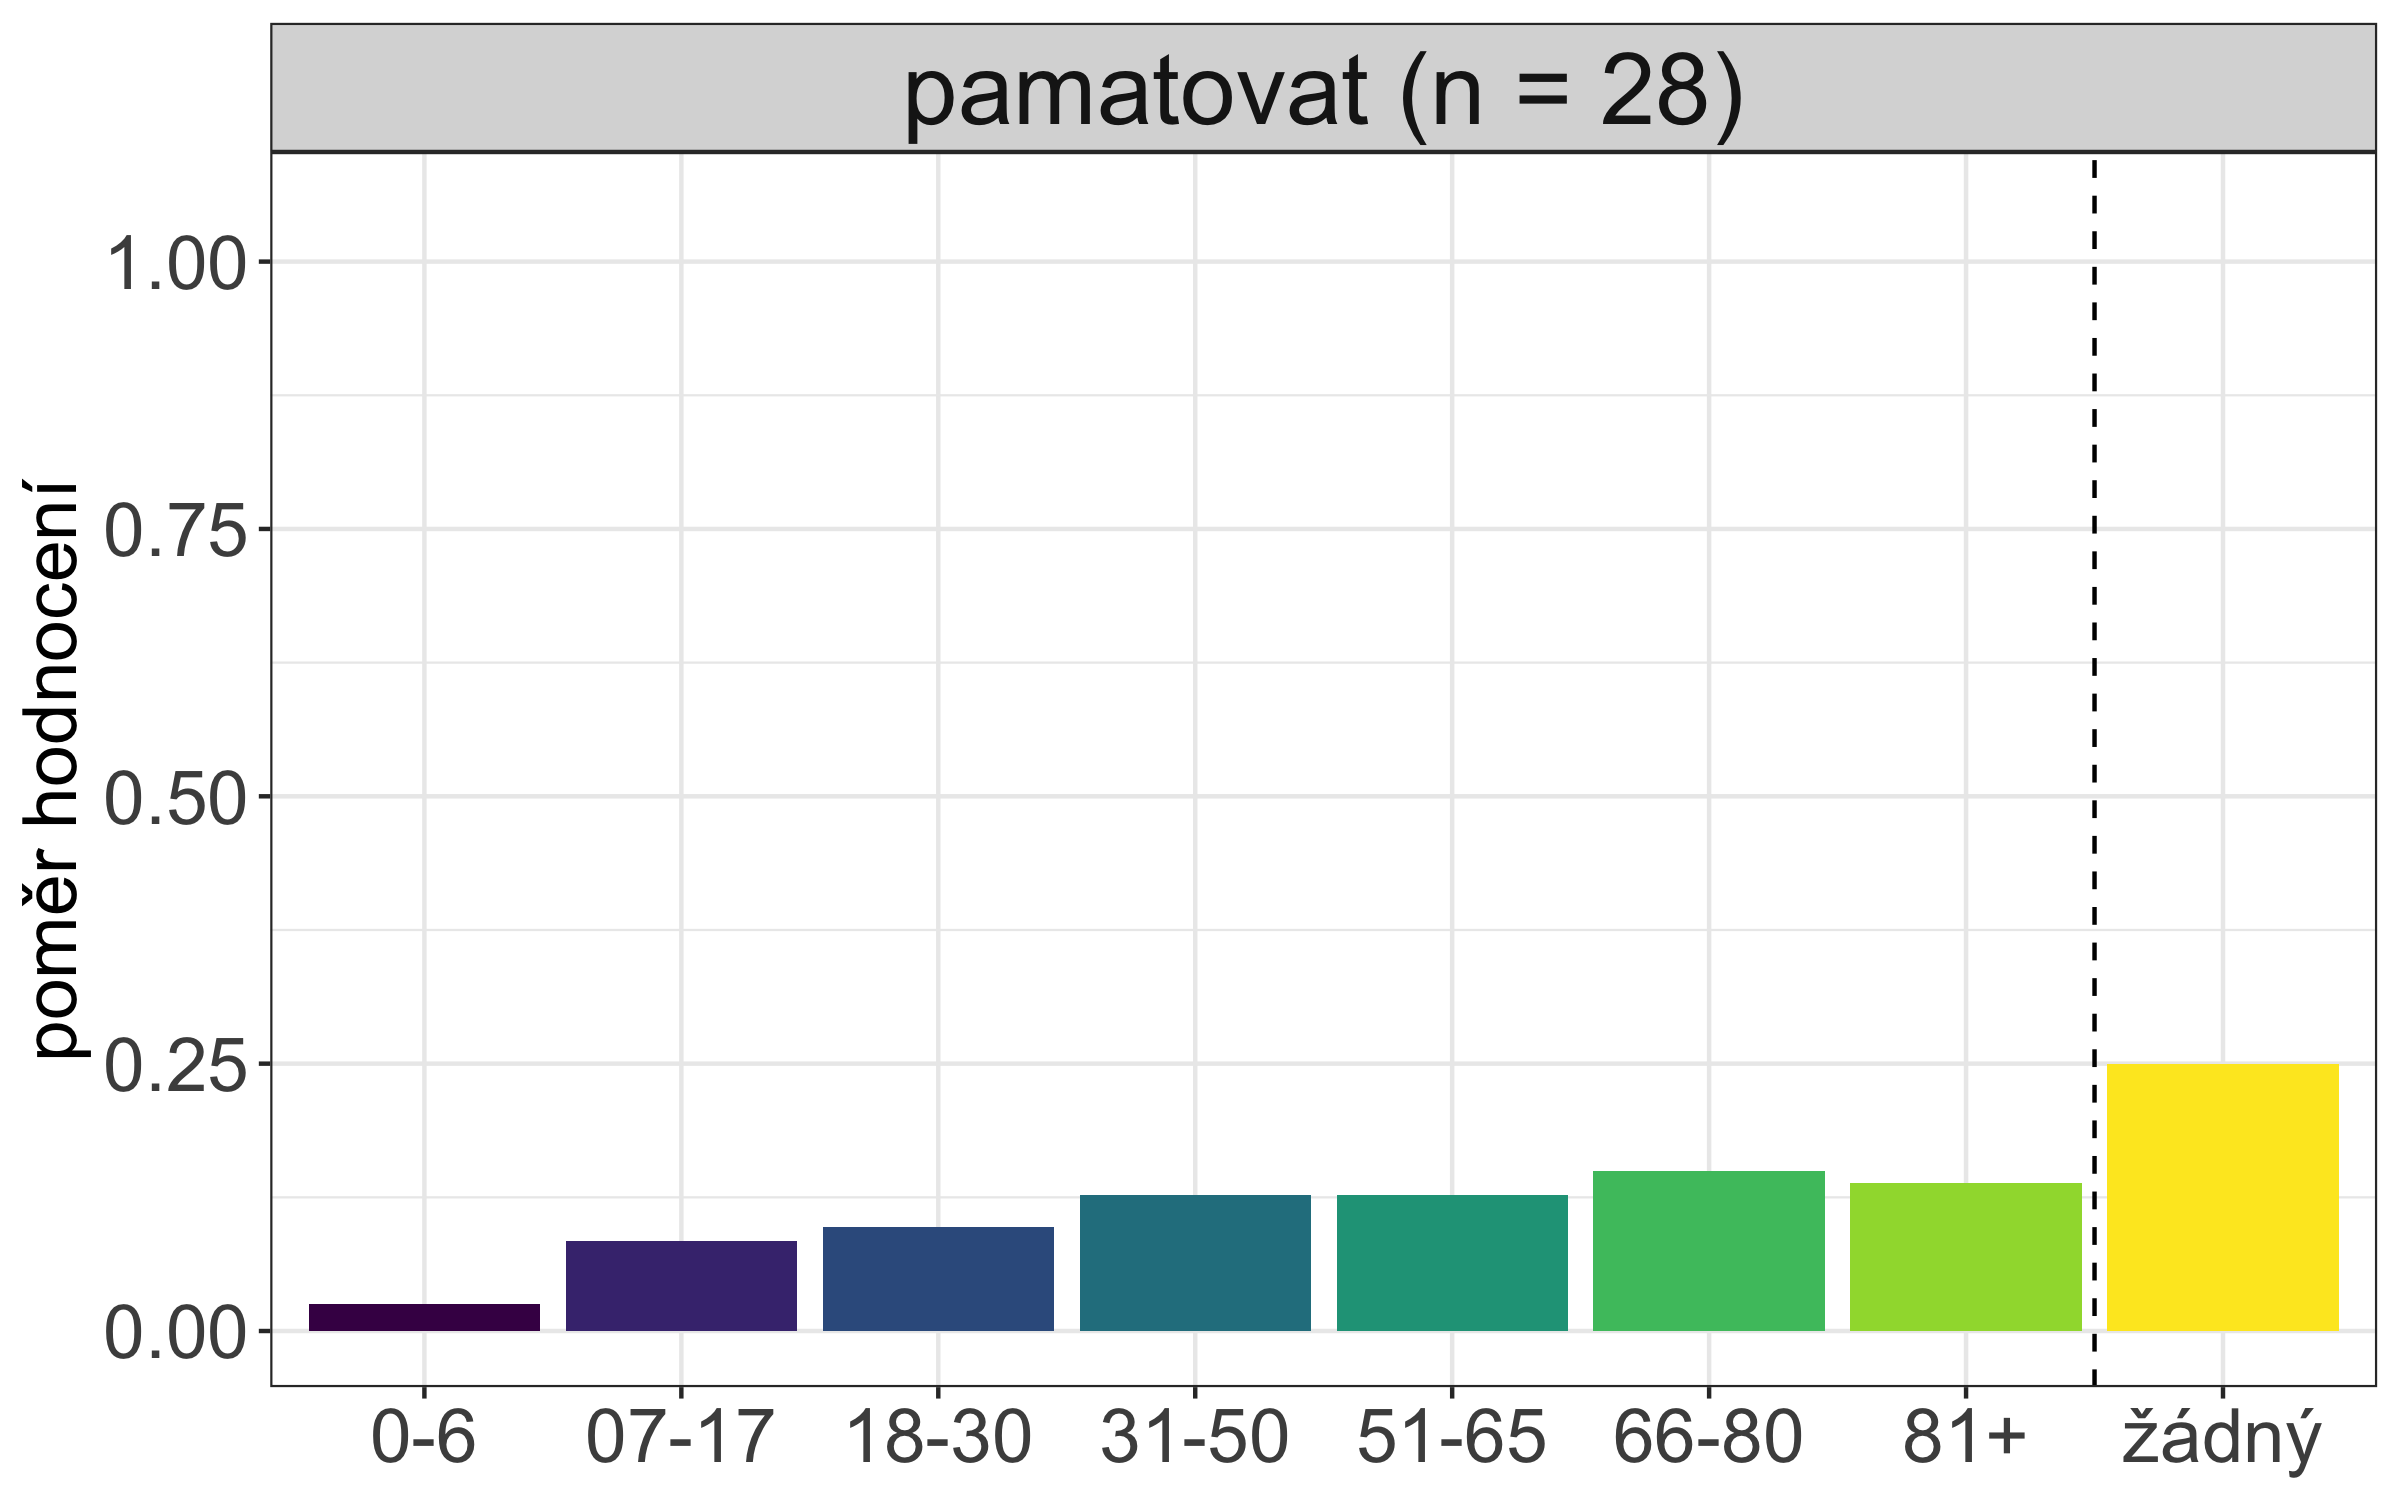 pamatovat (n = 28)
poměr hodnocení
1.00
0.75
0.50
0.25
0.00
0-6 07-17 18-30 31-50 51-65 66-80 81+ žádný